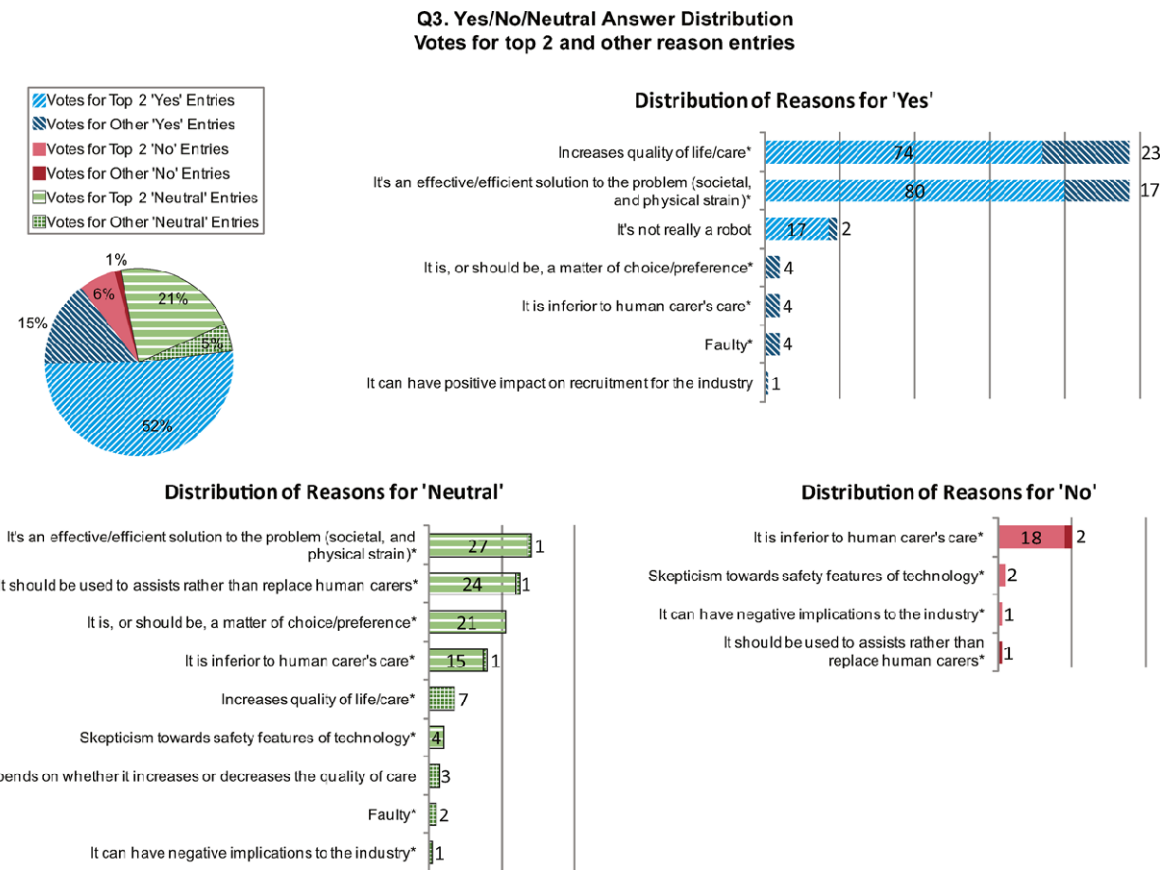 Q3. Yes/No/Neutral Answer Distribution
Votes for top 2 and other reason entries
Votes for Top 2 'Yes' Entries
Votes for Other 'Yes' Entries
Votes for Top 2 'No' Entries
Votes for Other 'No' Entries
Votes for Top 2 'Neutral' Entries
Votes for Other 'Neutral' Entries
1%
6%
21%
15%
5%
52%
Distribution of Reasons for 'Yes'
Increases quality of life/care* 74 23
It's an effective/efficient solution to the problem (societal,
and physical strain)* 80 17
It's not really a robot 17 2
It is, or should be, a matter of choice/preference* 4
It is inferior to human carer's care* 4
Faulty* 4
It can have positive impact on recruitment for the industry 1
Distribution of Reasons for 'Neutral'
It's an effective/efficient solution to the problem (societal, and
physical strain)* 27 1
t should be used to assists rather than replace human carers* 24 1
It is, or should be, a matter of choice/preference* 21
It is inferior to human carer's care* 15 1
Increases quality of life/care* 7
Skepticism towards safety features of technology* 4
pends on whether it increases or decreases the quality of care 3
Faulty* 2
It can have negative implications to the industry* 1
Distribution of Reasons for 'No'
It is inferior to human carer's care* 18 2
Skepticism towards safety features of technology* 2
It can have negative implications to the industry* 1
It should be used to assists rather than
replace human carers* 1